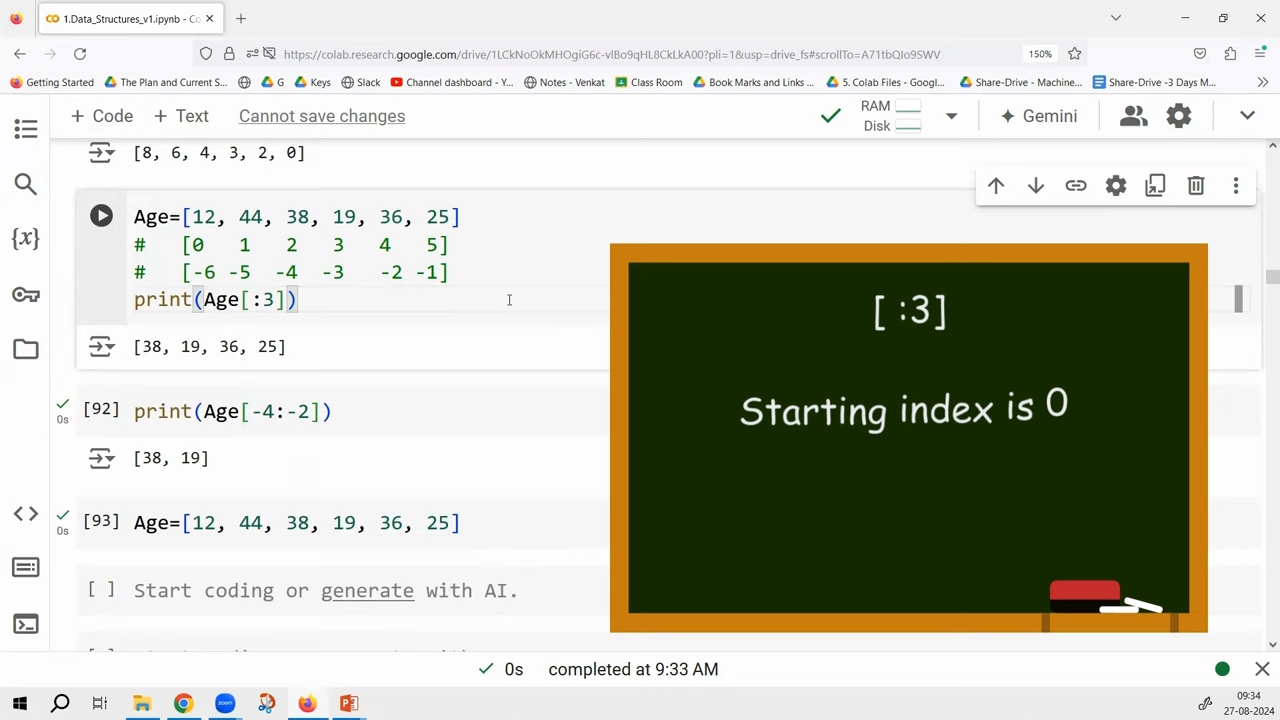 1.Data_Structures_v1.ipynb - Co
https://colab.research.google.com/drive/1LCkNoOkMHOgiG6c-vlBo9qHL8CkLkA00?pli=1&usp=drive_fs#scrollTo=A71tbQIo9SWV
150%
Getting Started
The Plan and Current S...
G
Keys
Slack
Channel dashboard - Y...
Notes - Venkat
Class Room
Book Marks and Links ...
5. Colab Files - Googl...
Share-Drive - Machine...
Share-Drive -3 Days M...
+ Code + Text Cannot save changes
RAM
Disk
Gemini
[8, 6, 4, 3, 2, 0]
Age=[12, 44, 38, 19, 36, 25]
# [0 1 2 3 4 5]
# [-6 -5 -4 -3 -2 -1]
print(Age[:3])
[38, 19, 36, 25]
[ :3]
Starting index is 0
[92] print(Age[-4:-2])
0s
[38, 19]
[93] Age=[12, 44, 38, 19, 36, 25]
0s
[ ] Start coding or generate with AI.
0s completed at 9:33 AM
zoom
09:34
27-08-2024